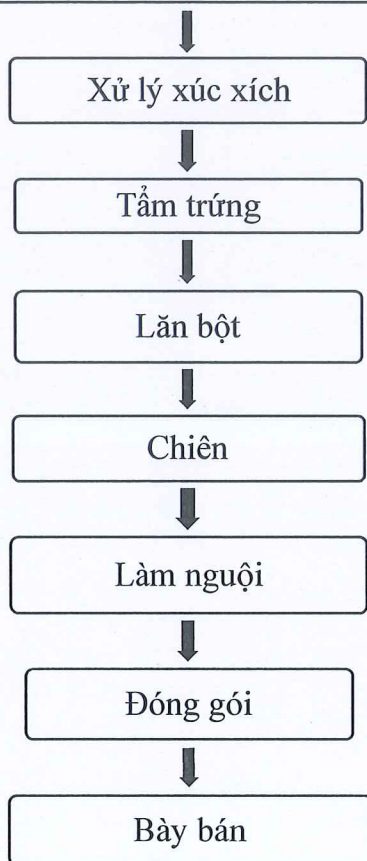 Xử lý xúc xích
Tẩm trứng
Lăn bột
Chiên
Làm nguội
Đóng gói
Bày bán